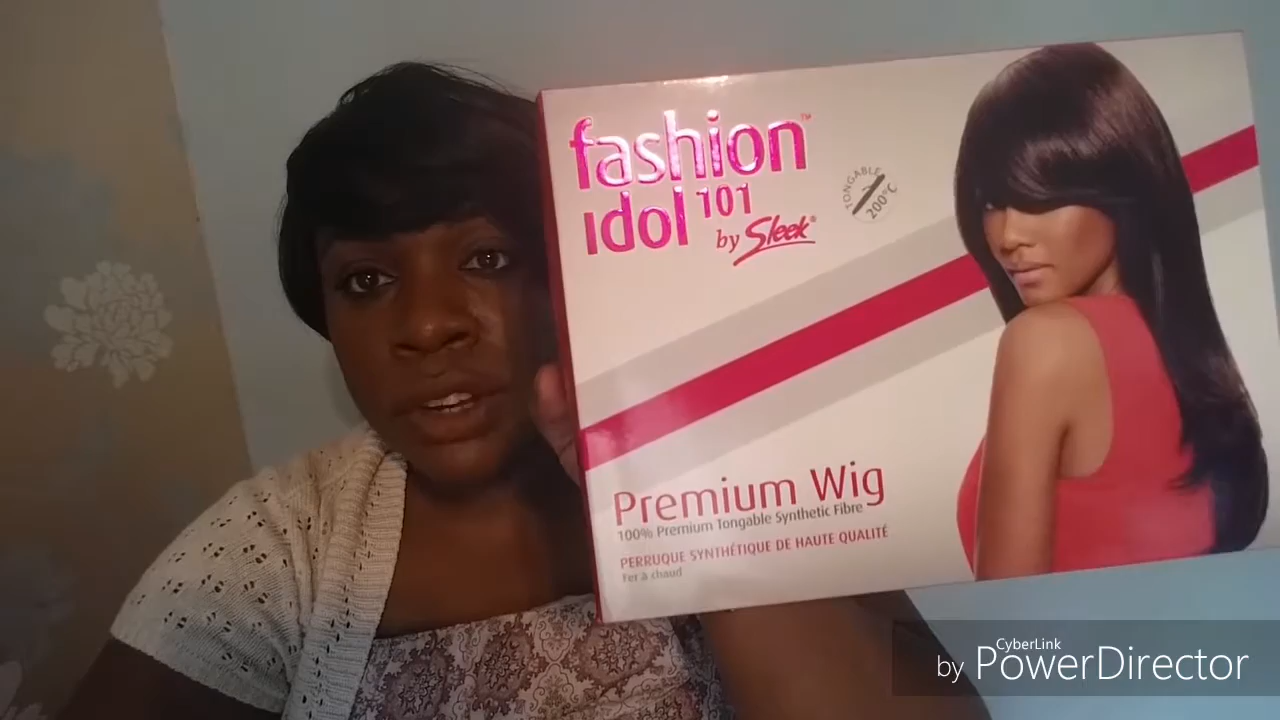 fashion™
idol 101
by Sleek®
TONGABLE
200°C
Premium Wig
100% Premium Tongable Synthetic Fibre
PERRUQUE SYNTHÉTIQUE DE HAUTE QUALITÉ
Fer à chaud
CyberLink
by PowerDirector